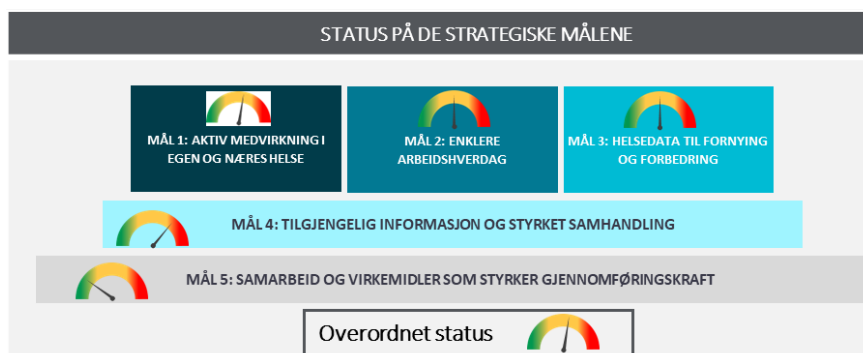 STATUS PÅ DE STRATEGISKE MÅLENE
MÅL 1: AKTIV MEDVIRKNING I
EGEN OG NÆRES HELSE
MÅL 2: ENKLERE
ARBEIDSHVERDAG
MÅL 3: HELSEDATA TIL FORNYING
OG FORBEDRING
MÅL 4: TILGJENGELIG INFORMASJON OG STYRKET SAMHANDLING
MÅL 5: SAMARBEID OG VIRKEMIDLER SOM STYRKER GJENNOMFØRINGSKRAFT
Overordnet status